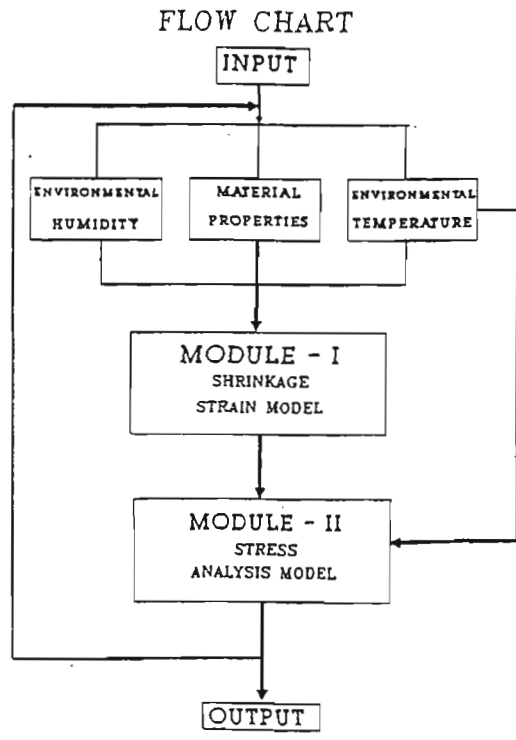 FLOW CHART
INPUT
ENVIRONMENTAL
HUMIDITY
MATERIAL
PROPERTIES
ENVIRONMENTAL
TEMPERATURE
MODULE - I
SHRINKAGE
STRAIN MODEL
MODULE - II
STRESS
ANALYSIS MODEL
OUTPUT